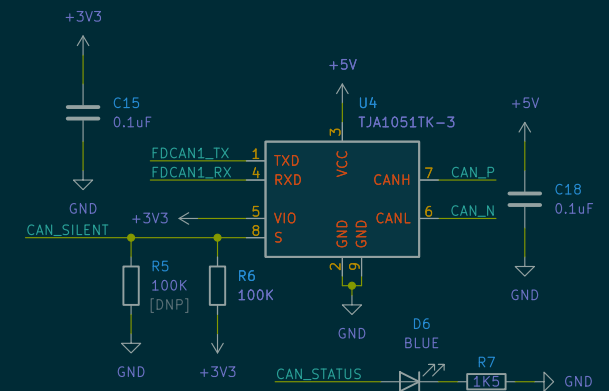 +3V3
C15
0.1uF
GND
+5V
U4
TJA1051TK-3
3
VCC
FDCAN1_TX 1 TXD
FDCAN1_RX 4 RXD
CANH 7 CAN_P
+3V3 5 VIO
CANL 6 CAN_N
CAN_SILENT 8 S
GND GND
2 9
GND
+5V
C18
0.1uF
GND
R5
100K
[DNP]
GND
R6
100K
+3V3
D6
BLUE
CAN_STATUS
R7
1K5
GND